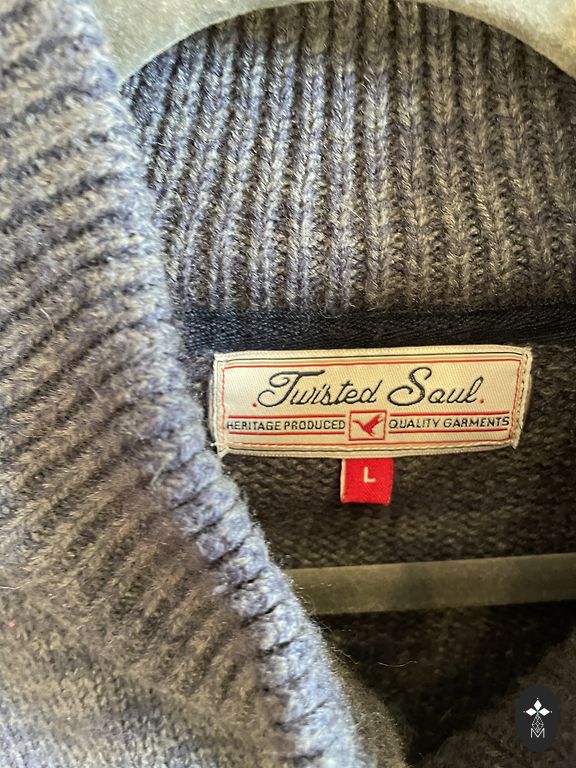 .Twisted Soul.
HERITAGE PRODUCED QUALITY GARMENTS
L
M